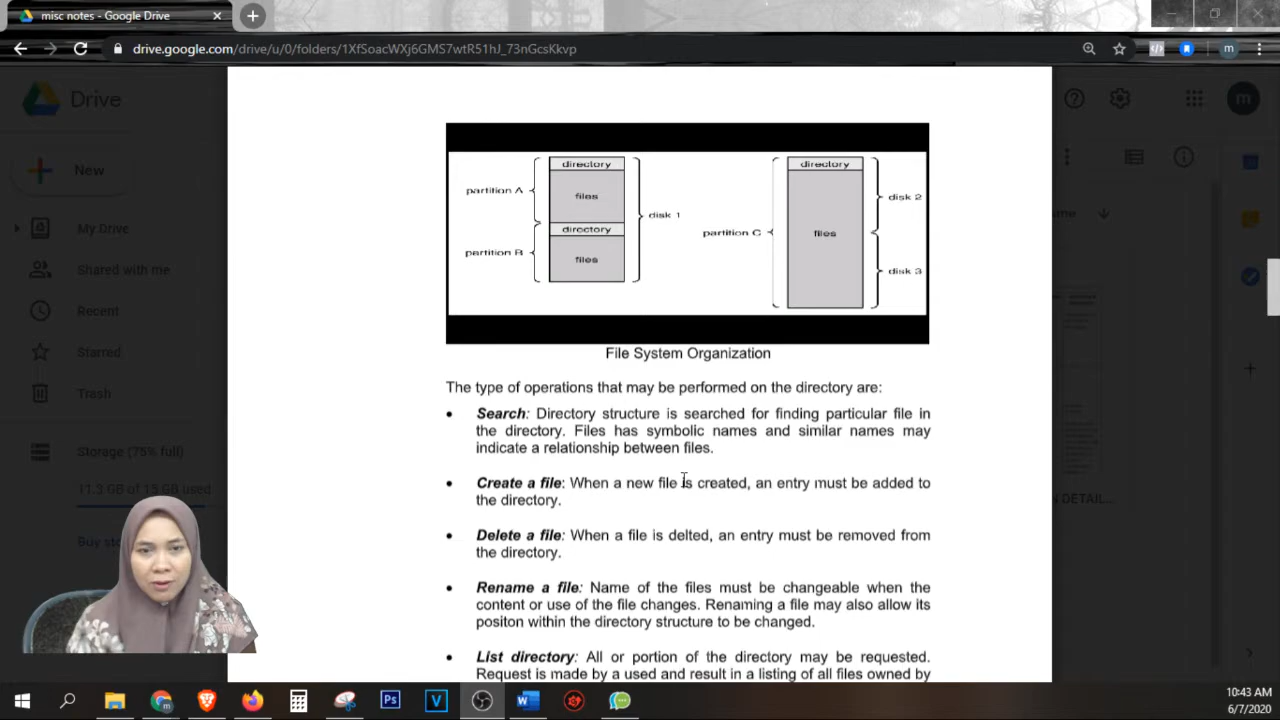 misc notes - Google Drive
drive.google.com/drive/u/0/folders/1XfSoacWXj6GMS7wtR51hJ_73nGcsKkvp
m
Drive
m
New
My Drive
Shared with me
Recent
Starred
Trash
Storage (75% full)
11.3 GB of 15 GB used
Buy
directory
partition A
files
disk 1
directory
partition B
files
directory
disk 2
partition C
files
disk 3
File System Organization
The type of operations that may be performed on the directory are:
• Search: Directory structure is searched for finding particular file in
the directory. Files has symbolic names and similar names may
indicate a relationship between files.
• Create a file: When a new file is created, an entry must be added to
the directory.
• Delete a file: When a file is delted, an entry must be removed from
the directory.
• Rename a file: Name of the files must be changeable when the
content or use of the file changes. Renaming a file may also allow its
positon within the directory structure to be changed.
• List directory: All or portion of the directory may be requested.
Request is made by a used and result in a listing of all files owned by
DETAIL...
Ps
V
10:43 AM
6/7/2020